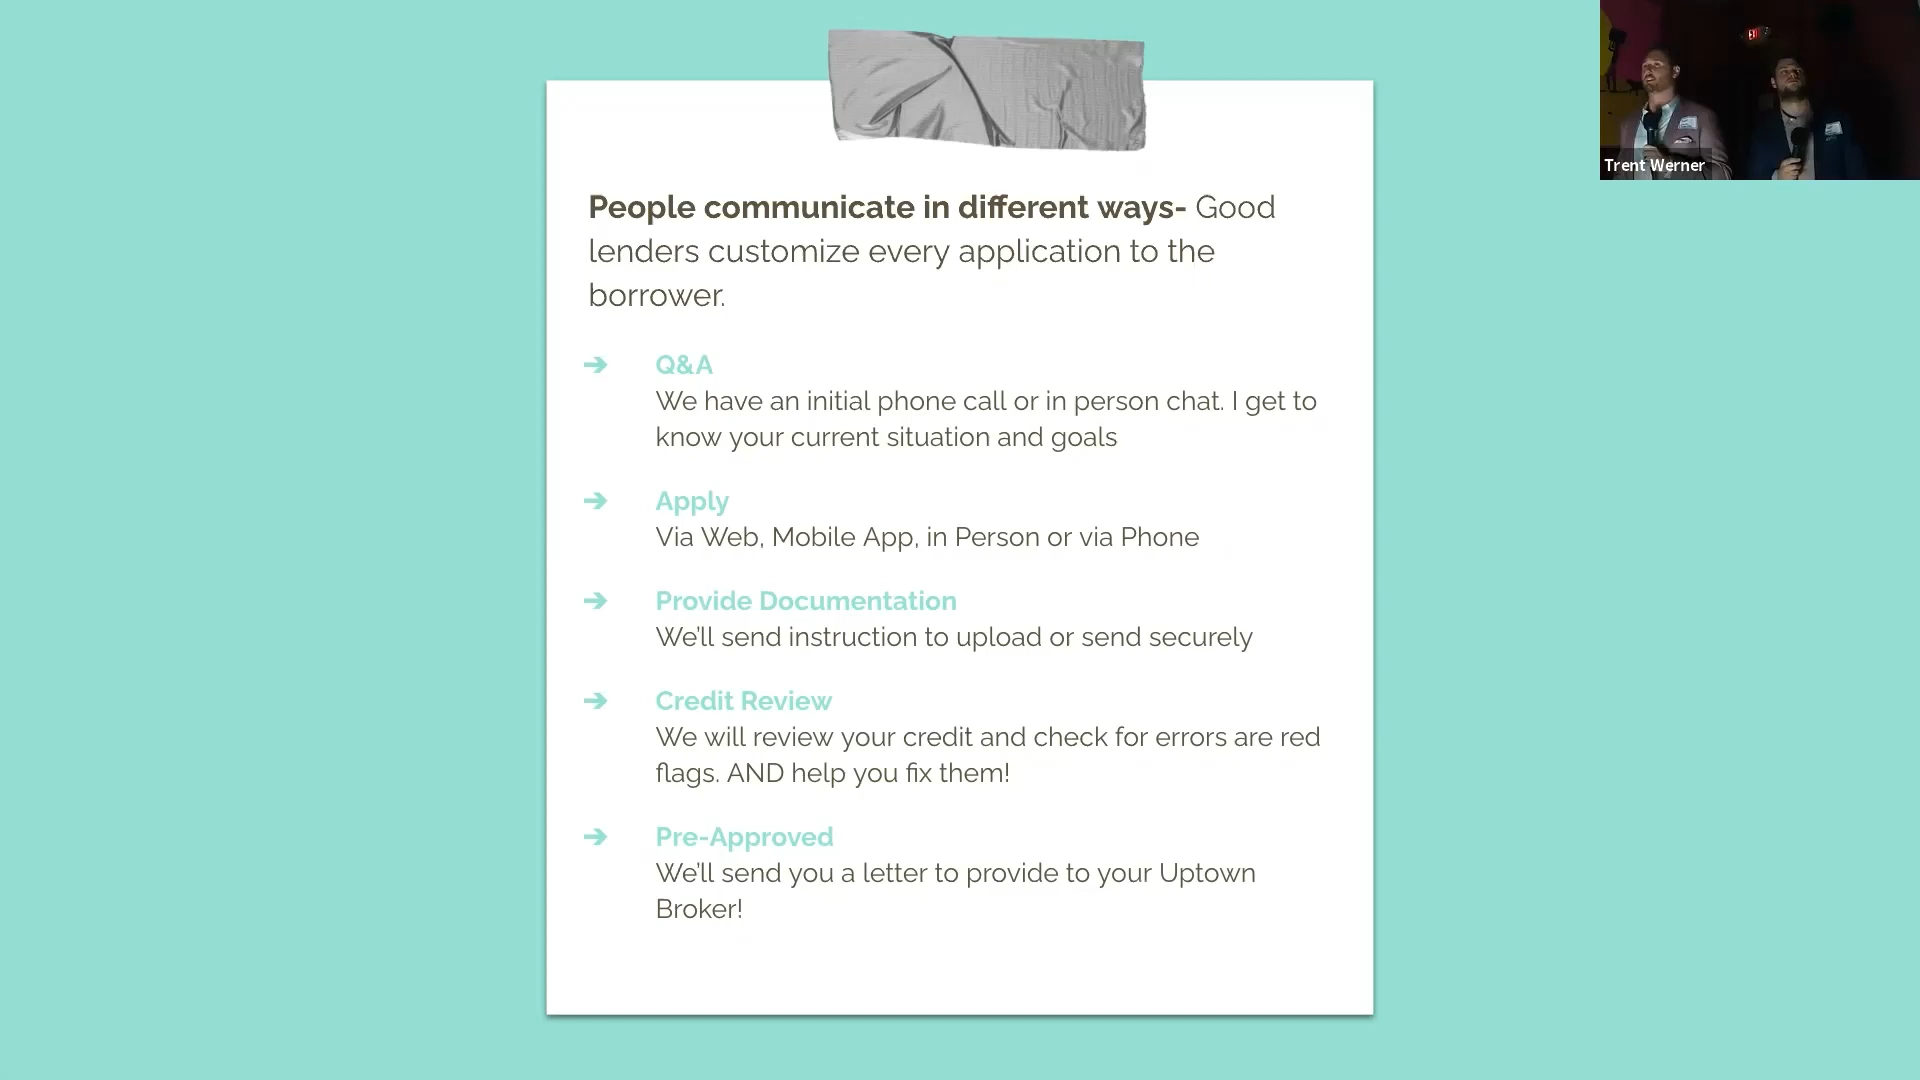 People communicate in different ways- Good
lenders customize every application to the
borrower.
➔ Q&A
We have an initial phone call or in person chat. I get to
know your current situation and goals
➔ Apply
Via Web, Mobile App, in Person or via Phone
➔ Provide Documentation
We'll send instruction to upload or send securely
➔ Credit Review
We will review your credit and check for errors are red
flags. AND help you fix them!
➔ Pre-Approved
We'll send you a letter to provide to your Uptown
Broker!
EXIT
Trent Werner